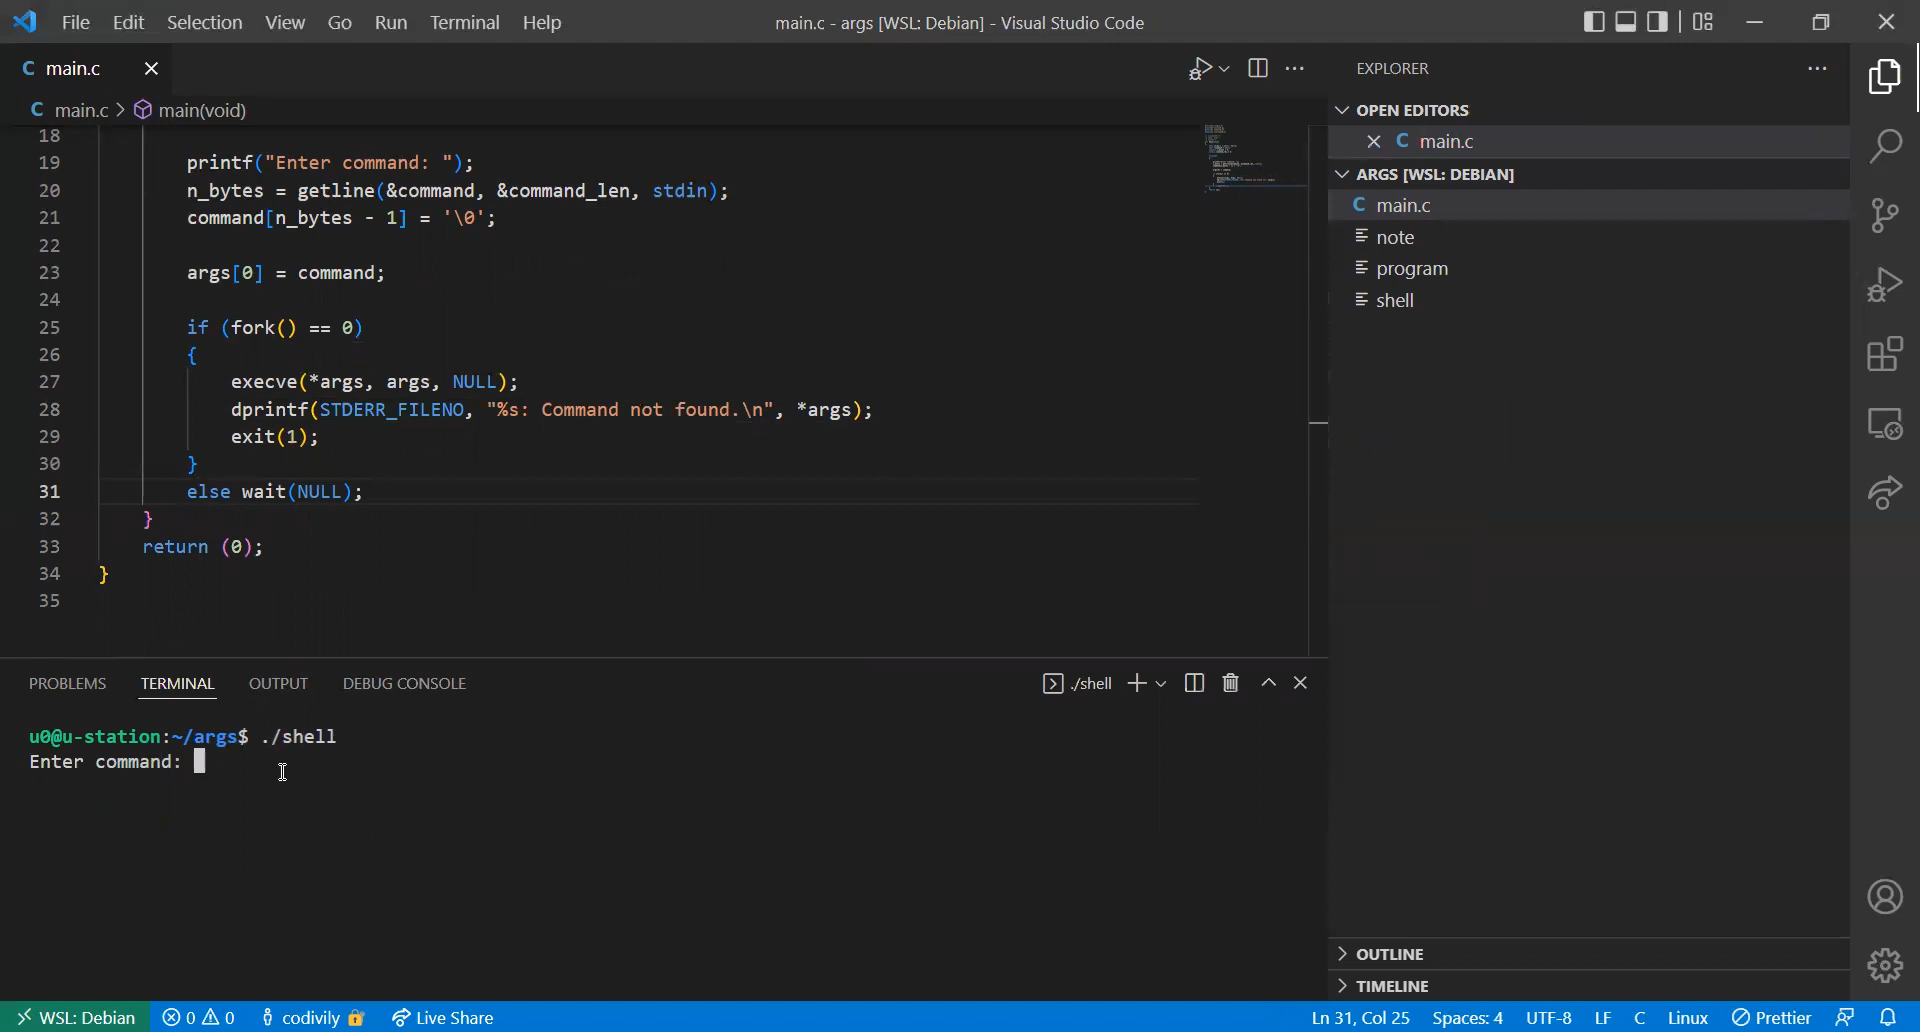 File Edit Selection View Go Run Terminal Help
main.c - args [WSL: Debian] - Visual Studio Code
C main.c
C main.c > main(void)
18
19 printf("Enter command: ");
20 n_bytes = getline(&command, &command_len, stdin);
21 command[n_bytes - 1] = '\0';
22
23 args[0] = command;
24
25 if (fork() == 0)
26 {
27 execve(*args, args, NULL);
28 dprintf(STDERR_FILENO, "%s: Command not found.\n", *args);
29 exit(1);
30 }
31 else wait(NULL);
32 }
33 return (0);
34 }
35
EXPLORER
OPEN EDITORS
C main.c
ARGS [WSL: DEBIAN]
C main.c
note
program
shell
OUTLINE
TIMELINE
PROBLEMS TERMINAL OUTPUT DEBUG CONSOLE
./shell
u0@u-station:~/args$ ./shell
Enter command:
WSL: Debian 0 0 codivily Live Share
Ln 31, Col 25 Spaces: 4 UTF-8 LF C Linux Prettier